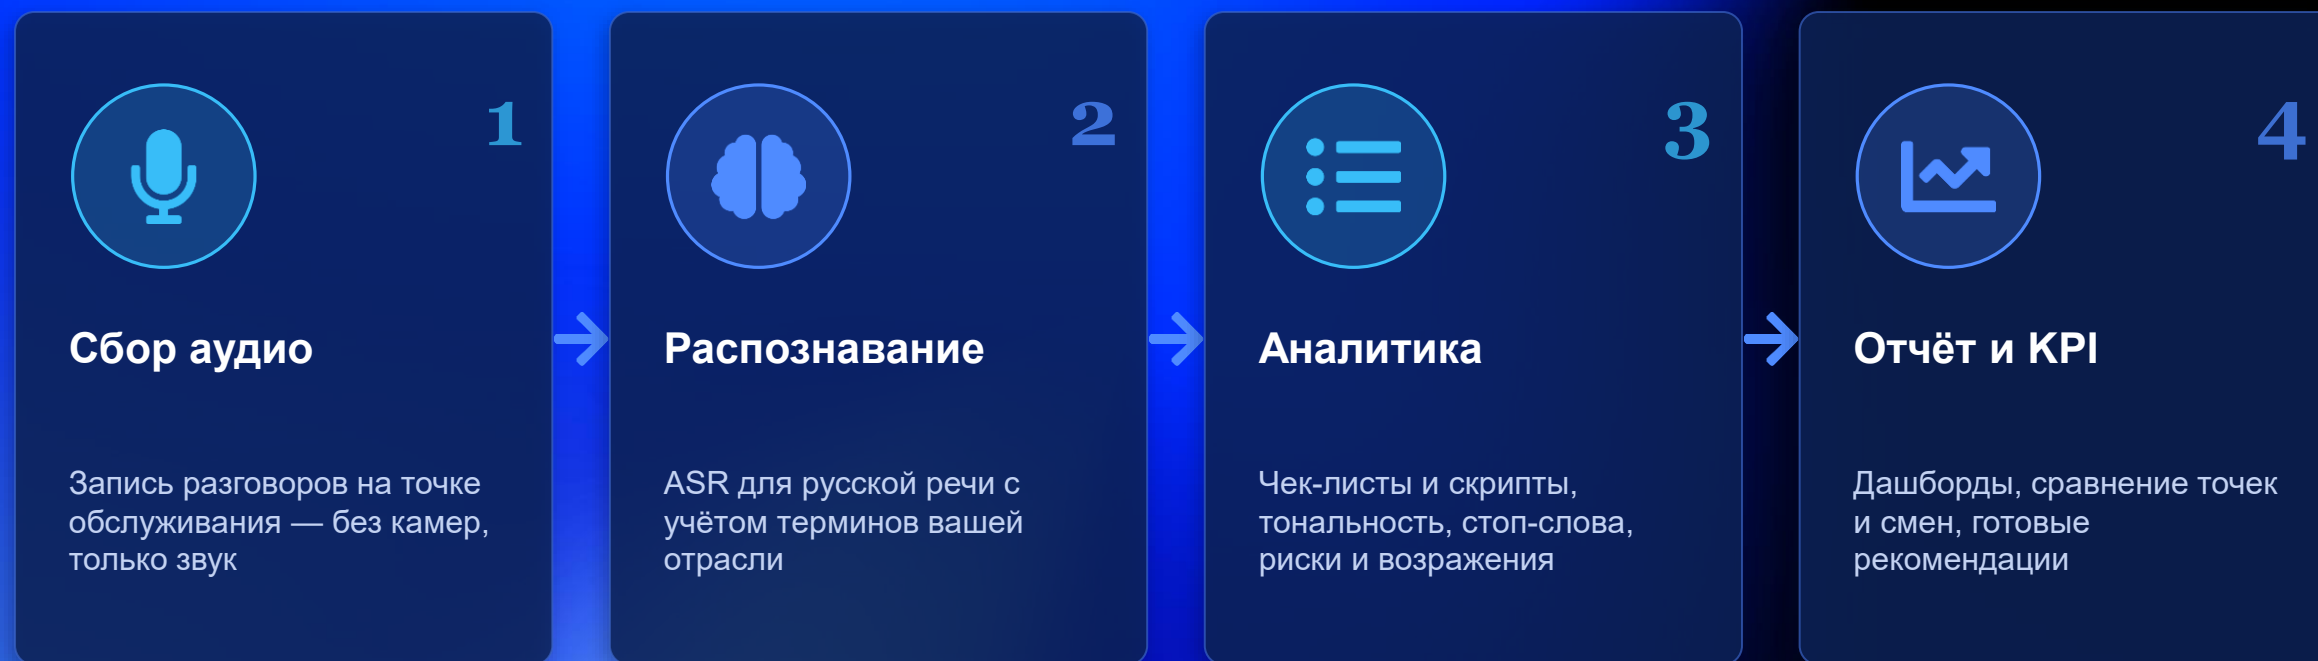 1
Сбор аудио
Запись разговоров на точке
обслуживания — без камер,
только звук
2
Распознавание
ASR для русской речи с
учётом терминов вашей
отрасли
3
Аналитика
Чек-листы и скрипты,
тональность, стоп-слова,
риски и возражения
4
Отчёт и KPI
Дашборды, сравнение точек
и смен, готовые
рекомендации